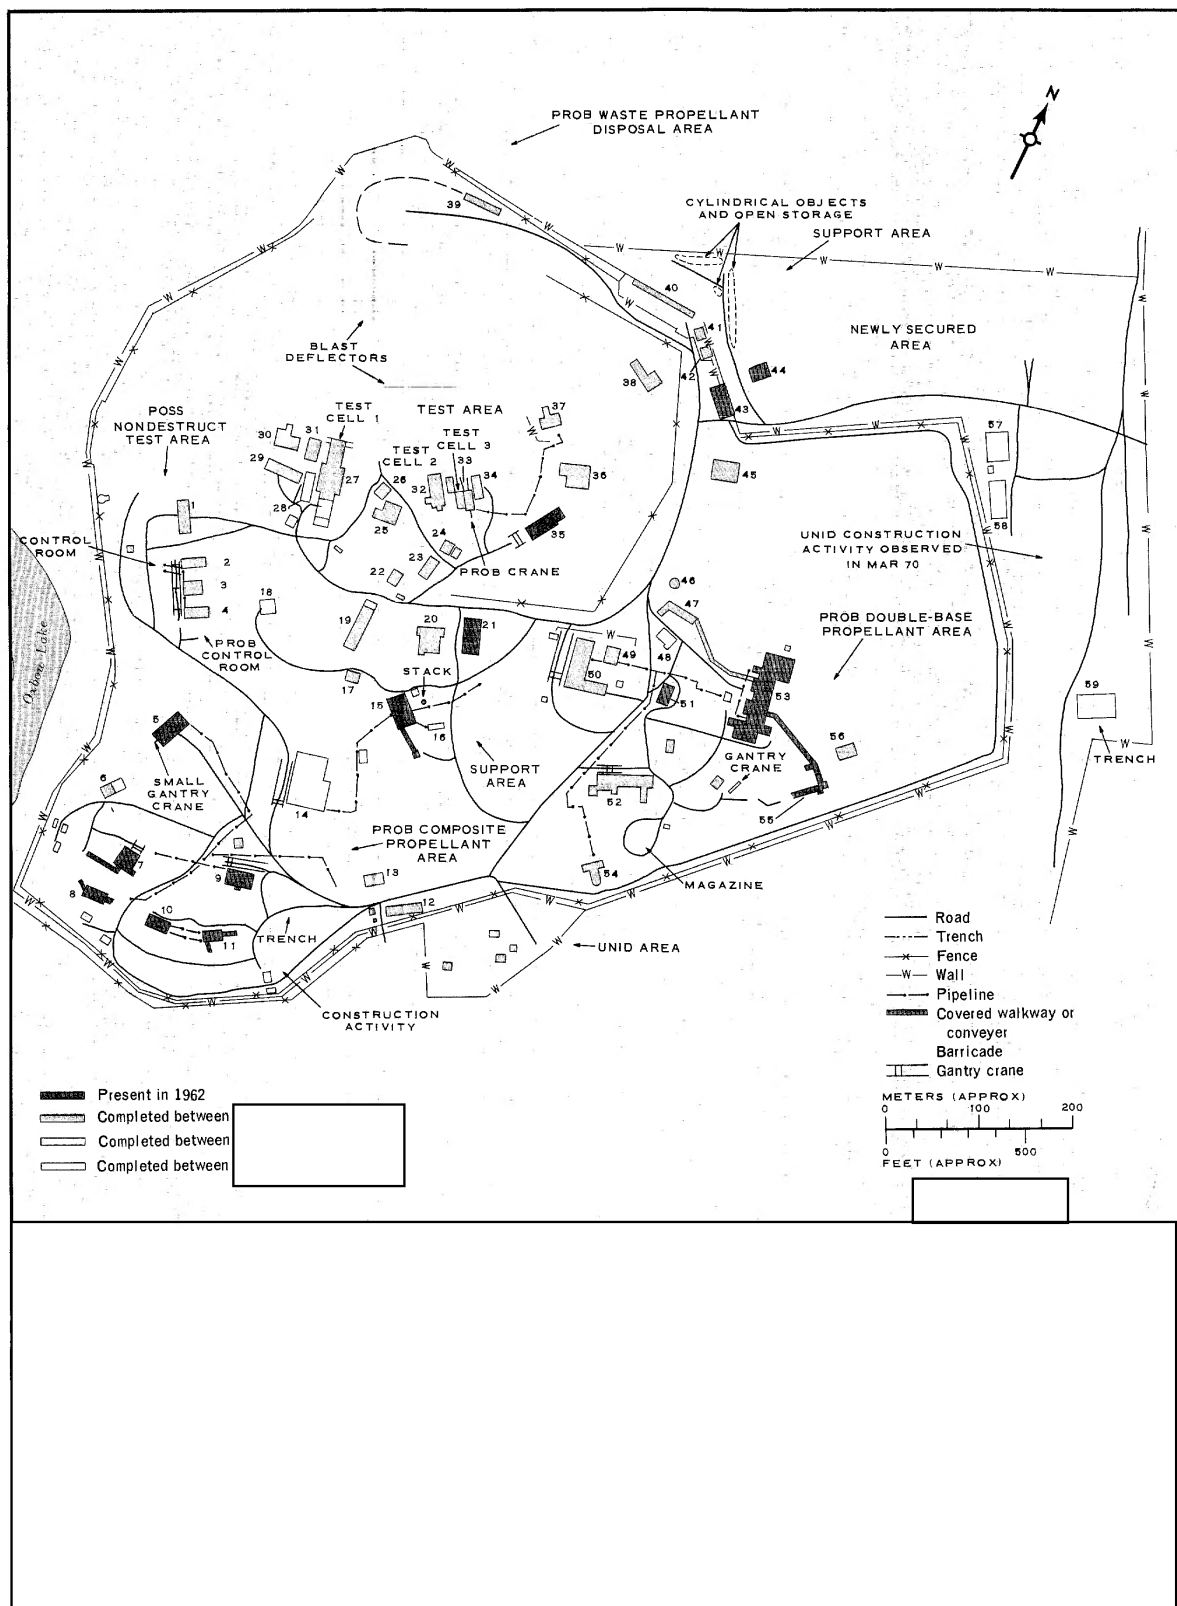 N
PROB WASTE PROPELLANT
DISPOSAL AREA
39
CYLINDRICAL OBJECTS
AND OPEN STORAGE
SUPPORT AREA
W
W
W
W
W
40
NEWLY SECURED
AREA
41
42
44
43
38
BLAST
DEFLECTORS
POSS
NONDESTRUCT
TEST AREA
TEST
CELL 1
TEST AREA
TEST
CELL 2
TEST
CELL 3
37
30
31
29
27
28
26
25
32
33
34
36
45
57
58
35
24
23
22
PROB CRANE
1
CONTROL
ROOM
2
3
4
18
UNID CONSTRUCTION
ACTIVITY OBSERVED
IN MAR 70
46
47
PROB DOUBLE-BASE
PROPELLANT AREA
19
20
21
PROB
CONTROL
ROOM
Oxbow Lake
17
STACK
49
48
50
51
53
59
15
16
5
SMALL
GANTRY
CRANE
SUPPORT
AREA
56
GANTRY
CRANE
TRENCH
6
14
52
55
PROB COMPOSITE
PROPELLANT
AREA
7
8
9
13
54
MAGAZINE
10
11
12
TRENCH
UNID AREA
CONSTRUCTION
ACTIVITY
Road
Trench
Fence
W Wall
Pipeline
Covered walkway or
conveyer
Barricade
Gantry crane
METERS (APPROX)
0 100 200
0 500
FEET (APPROX)
Present in 1962
Completed between
Completed between
Completed between